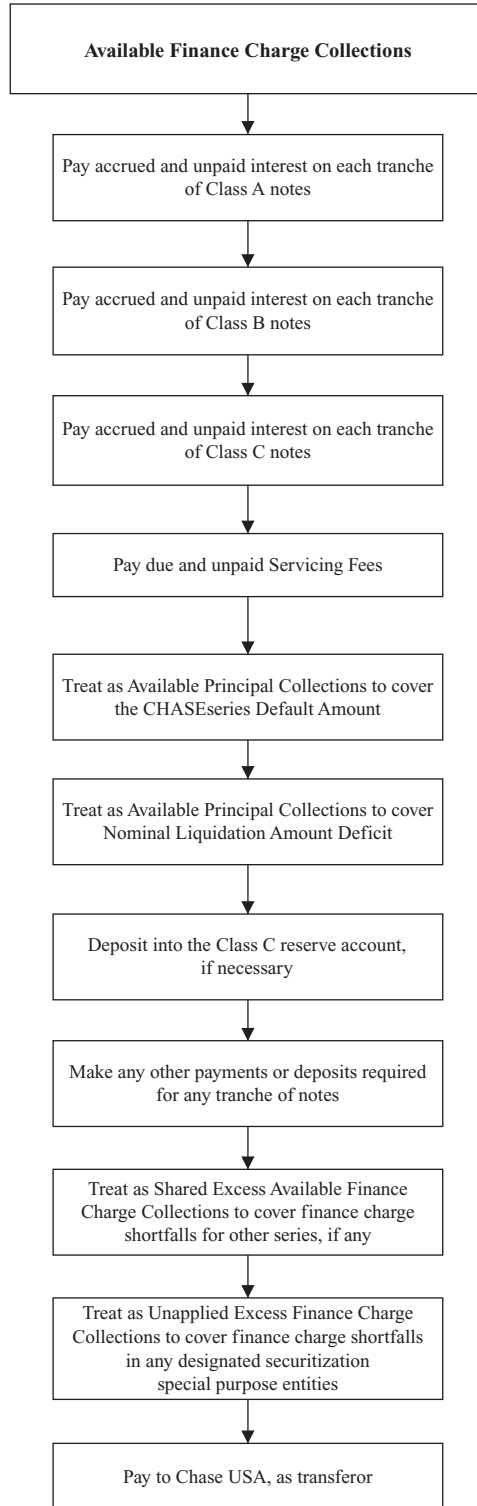 Available Finance Charge Collections
Pay accrued and unpaid interest on each tranche
of Class A notes
Pay accrued and unpaid interest on each tranche
of Class B notes
Pay accrued and unpaid interest on each tranche
of Class C notes
Pay due and unpaid Servicing Fees
Treat as Available Principal Collections to cover
the CHASEseries Default Amount
Treat as Available Principal Collections to cover
Nominal Liquidation Amount Deficit
Deposit into the Class C reserve account,
if necessary
Make any other payments or deposits required
for any tranche of notes
Treat as Shared Excess Available Finance
Charge Collections to cover finance charge
shortfalls for other series, if any
Treat as Unapplied Excess Finance Charge
Collections to cover finance charge shortfalls
in any designated securitization
special purpose entities
Pay to Chase USA, as transferor